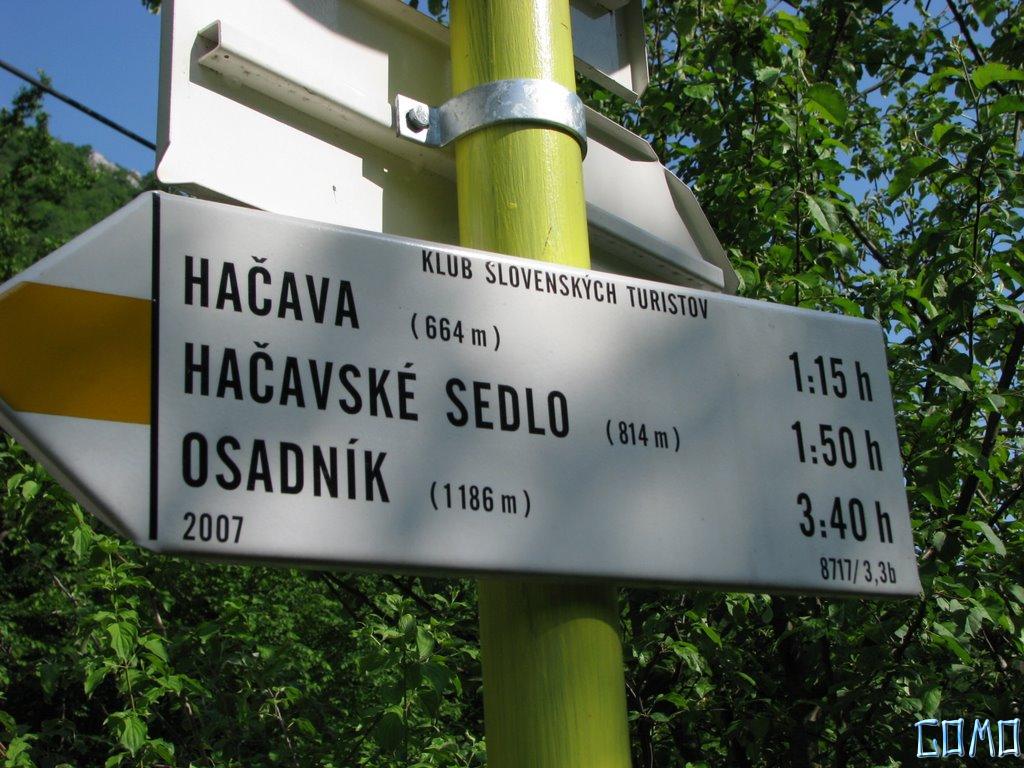 KLUB SLOVENSKÝCH TURISTOV
HAČAVA (664 m) 1:15 h
HAČAVSKÉ SEDLO (814 m) 1:50 h
OSADNÍK (1186 m) 3:40 h
2007 8717/3,3b
GOMO